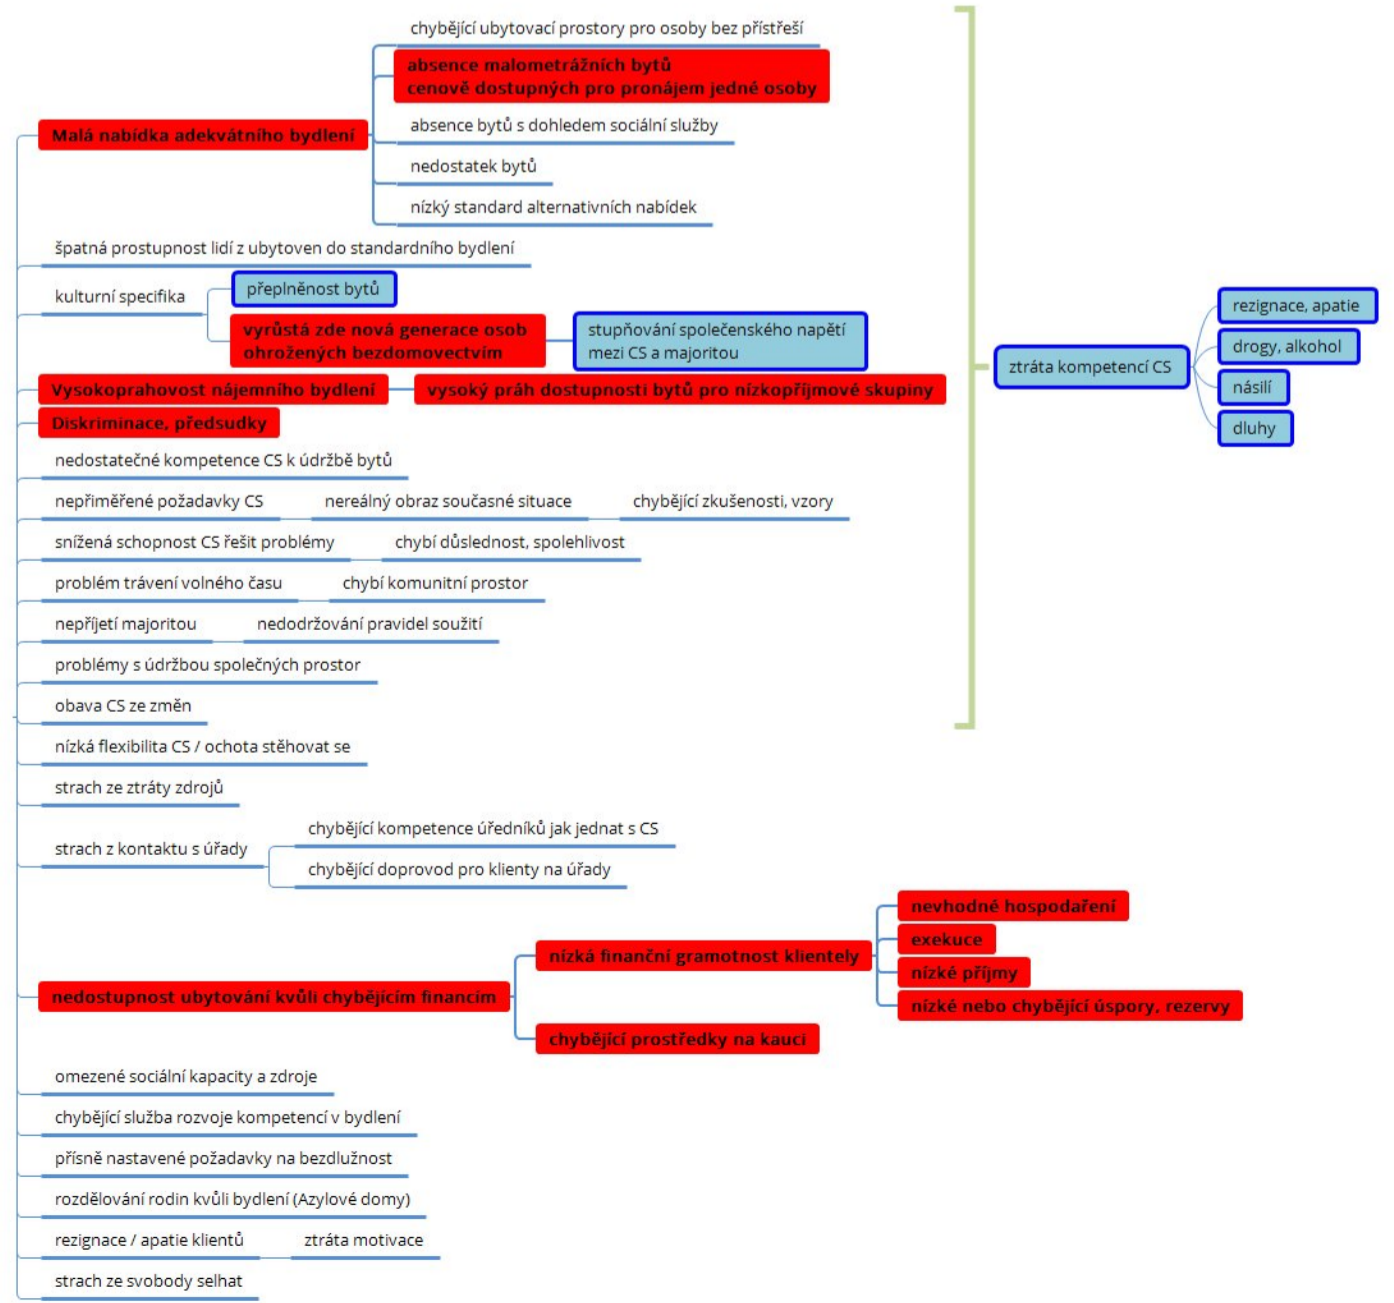 chybějící ubytovací prostory pro osoby bez přístřeší
absence malometrážních bytů
cenově dostupných pro pronájem jedné osoby
Malá nabídka adekvátního bydlení
absence bytů s dohledem sociální služby
nedostatek bytů
nízký standard alternativních nabídek
špatná prostupnost lidí z ubytoven do standardního bydlení
kulturní specifika
přeplněnost bytů
vyrůstá zde nová generace osob
ohrožených bezdomovectvím
stupňování společenského napětí
mezi CS a majoritou
Vysokoprahovost nájemního bydlení
vysoký práh dostupnosti bytů pro nízkopříjmové skupiny
Diskriminace, předsudky
nedostatečné kompetence CS k údržbě bytů
nepřiměřené požadavky CS
nereálný obraz současné situace
chybějící zkušenosti, vzory
snížená schopnost CS řešit problémy
chybí důslednost, spolehlivost
problém trávení volného času
chybí komunitní prostor
nepříjetí majoritou
nedodržování pravidel soužití
problémy s údržbou společných prostor
obava CS ze změn
ztráta kompetencí CS
rezignace, apatie
drogy, alkohol
násilí
dluhy
nízká flexibilita CS / ochota stěhovat se
strach ze ztráty zdrojů
strach z kontaktu s úřady
chybějící kompetence úředníků jak jednat s CS
chybějící doprovod pro klienty na úřady
nedostupnost ubytování kvůli chybějícím financím
nízká finanční gramotnost klientely
nevhodné hospodaření
exekuce
nízké příjmy
nízké nebo chybějící úspory, rezervy
chybějící prostředky na kauci
omezené sociální kapacity a zdroje
chybějící služba rozvoje kompetencí v bydlení
přísně nastavené požadavky na bezdlužnost
rozdělování rodin kvůli bydlení (Azylové domy)
rezignace / apatie klientů
ztráta motivace
strach ze svobody selhat